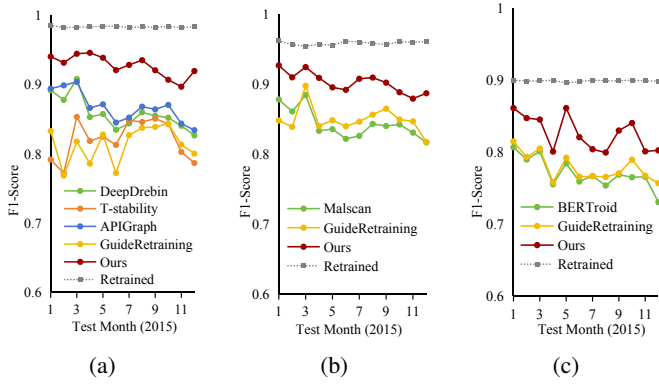 1
0.9
0.8
0.7
0.6
F1-Score
DeepDrebin
T-stability
APIGraph
GuideRetraining
Ours
Retrained
1 3 5 7 9 11
Test Month (2015)
(a)
1
0.9
0.8
0.7
0.6
F1-Score
Malscan
GuideRetraining
Ours
Retrained
1 3 5 7 9 11
Test Month (2015)
(b)
1
0.9
0.8
0.7
0.6
F1-Score
BERTroid
GuideRetraining
Ours
Retrained
1 3 5 7 9 11
Test Month (2015)
(c)